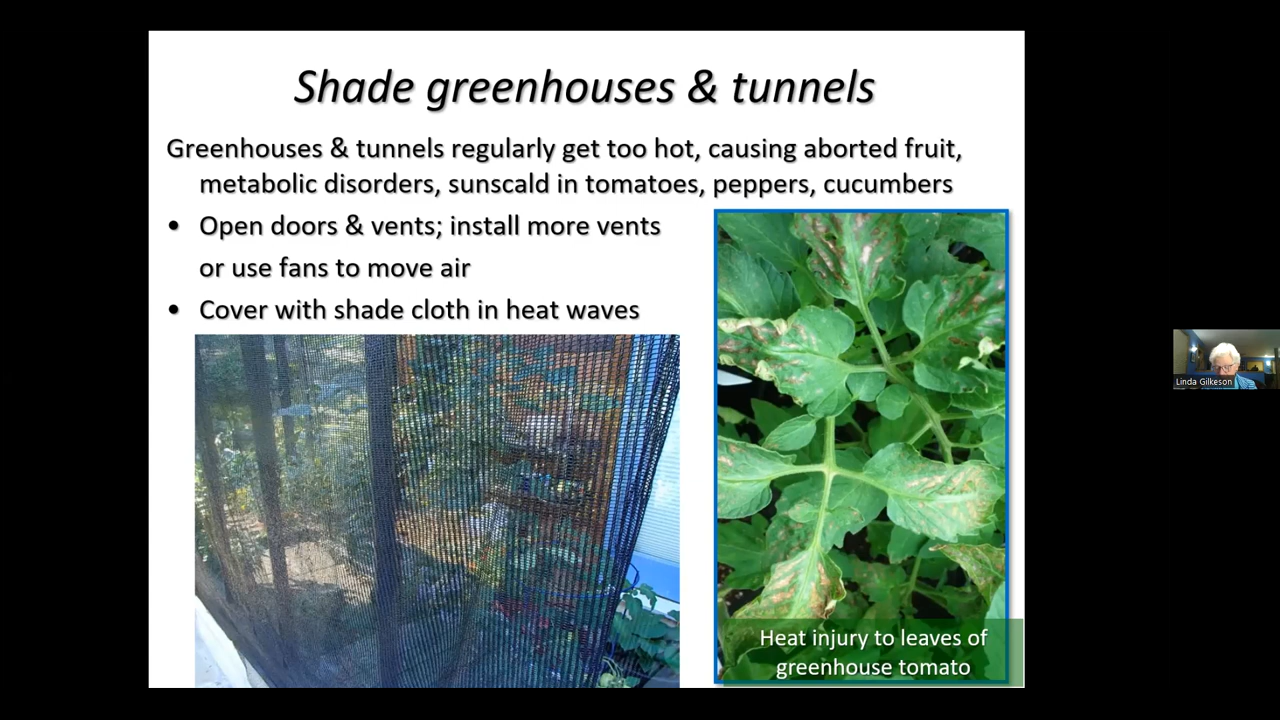 Shade greenhouses & tunnels
Greenhouses & tunnels regularly get too hot, causing aborted fruit,
metabolic disorders, sunscald in tomatoes, peppers, cucumbers
• Open doors & vents; install more vents
or use fans to move air
• Cover with shade cloth in heat waves
Heat injury to leaves of
greenhouse tomato
Linda Gilkeson